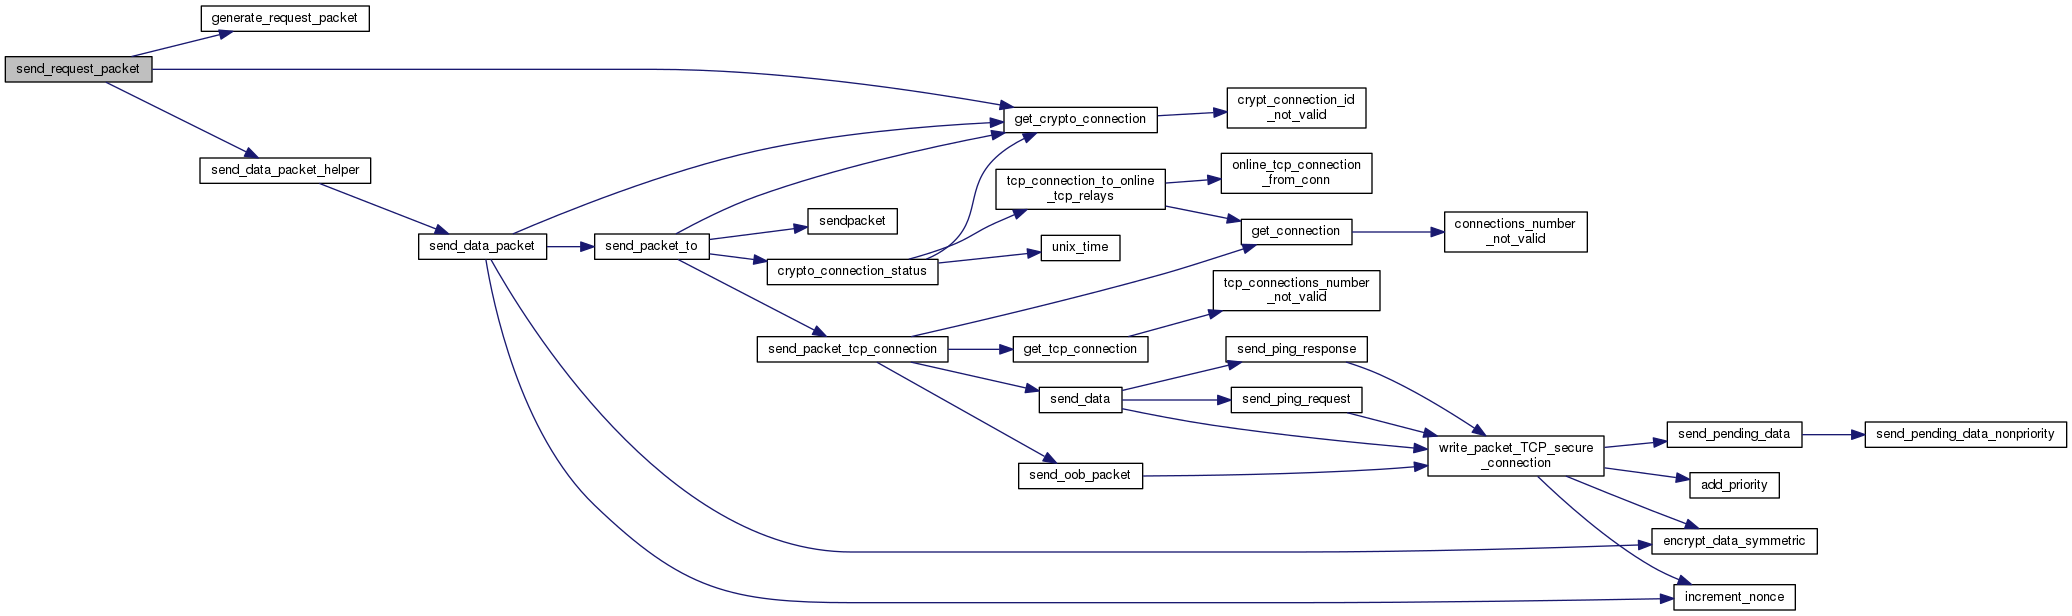 generate_request_packet
send_request_packet
crypt_connection_id
_not_valid
get_crypto_connection
online_tcp_connection
_from_conn
send_data_packet_helper
tcp_connection_to_online
_tcp_relays
sendpacket
get_connection
connections_number
_not_valid
send_data_packet
send_packet_to
unix_time
crypto_connection_status
tcp_connections_number
_not_valid
send_packet_tcp_connection
get_tcp_connection
send_ping_response
send_data
send_ping_request
send_pending_data
send_pending_data_nonpriority
write_packet_TCP_secure
_connection
send_oob_packet
add_priority
encrypt_data_symmetric
increment_nonce